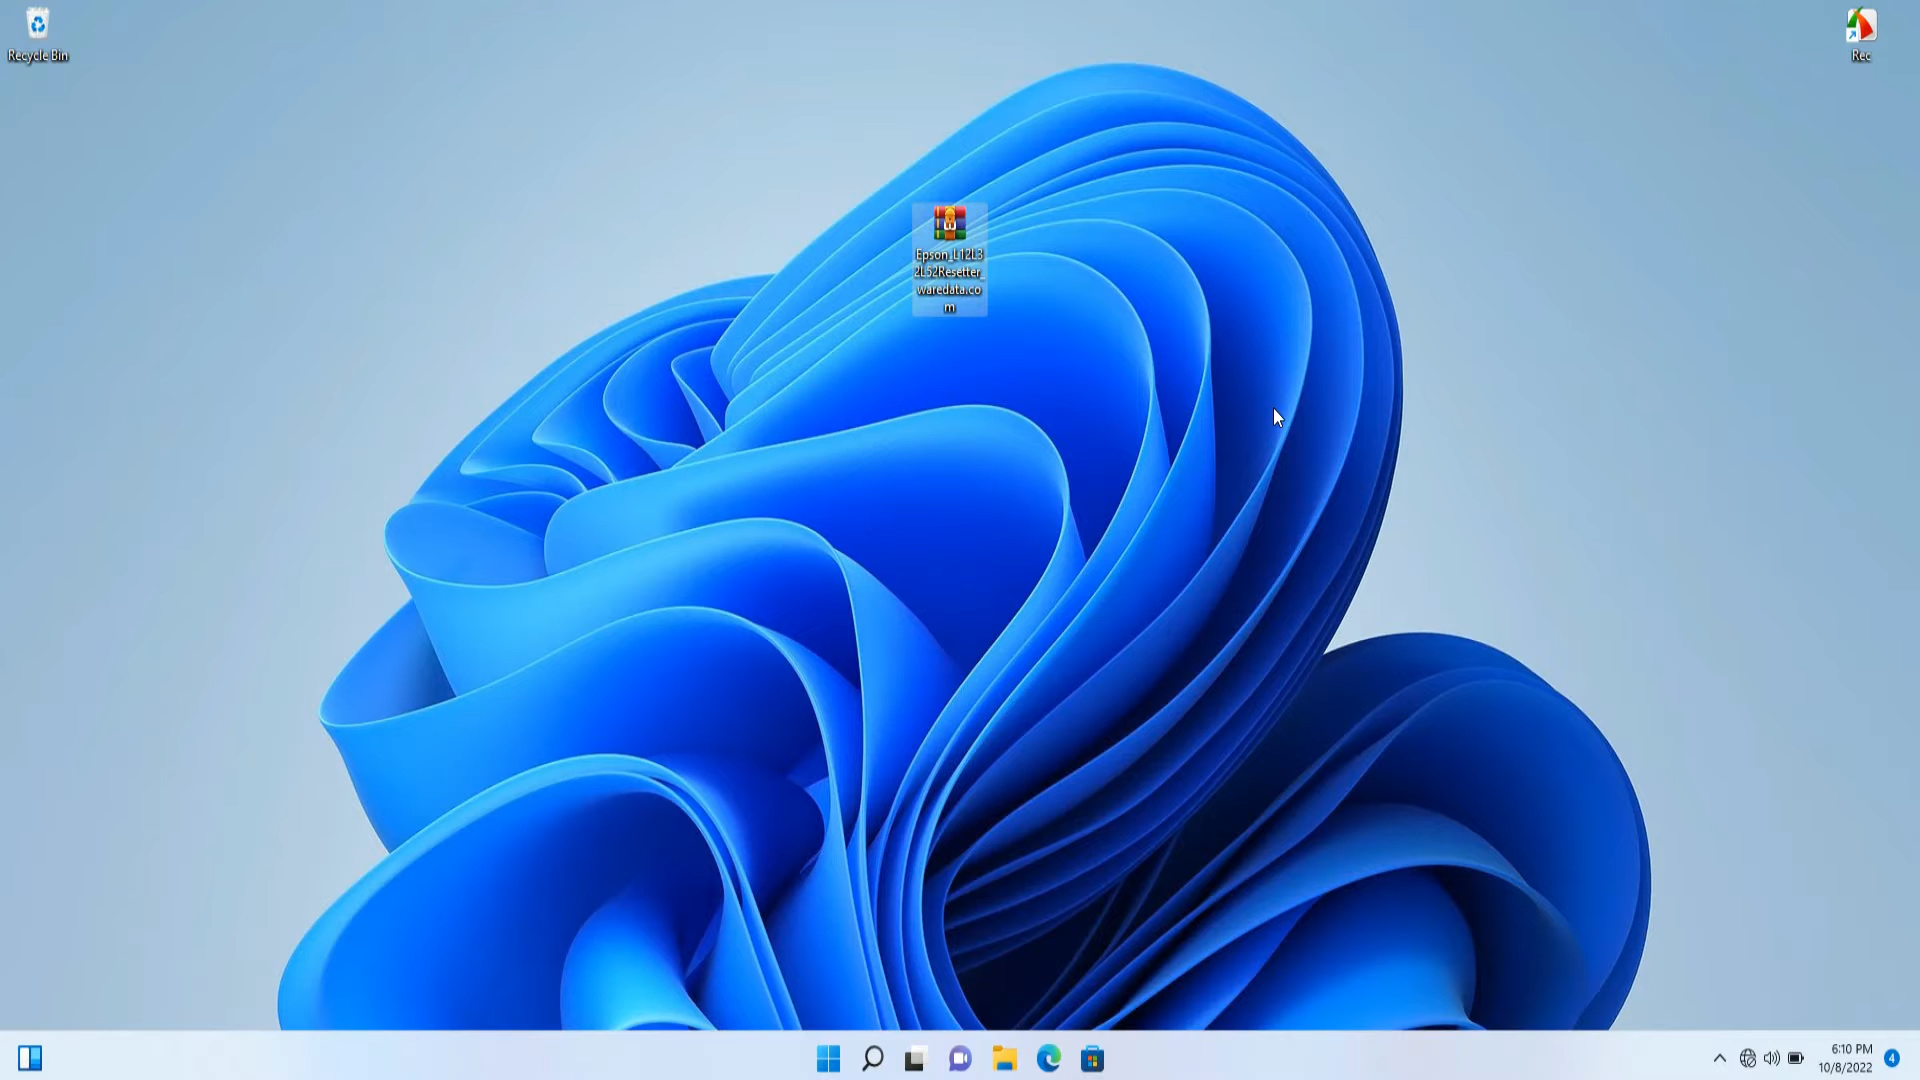 Recycle Bin
Rec
Epson_L12L3
2L52Resetter_
waredata.co
m
6:10 PM
10/8/2022
4